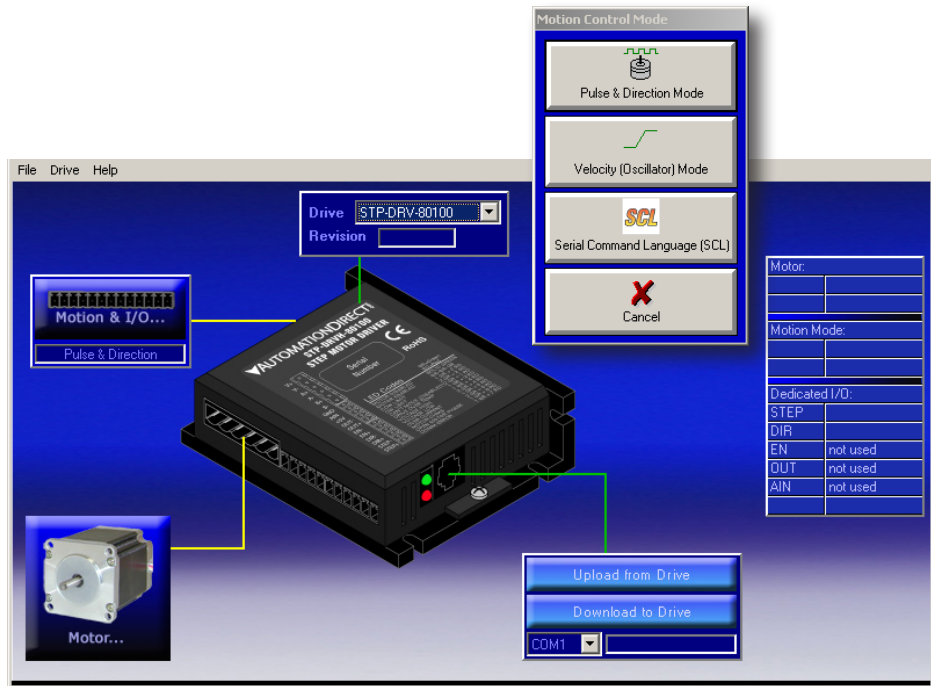 Motion Control Mode
Pulse & Direction Mode
Velocity (Oscillator) Mode
SCL
Serial Command Language (SCL)
Cancel
File Drive Help
Drive STP-DRV-80100
Revision
Motion & I/O...
Pulse & Direction
AUTOMATIONDIRECT
STP-DRVH-80100
STEP MOTOR DRIVER
CE
RoHS
Serial
Number
LED Codes
Motor:
Motion Mode:
Dedicated I/O:
STEP
DIR
EN not used
OUT not used
AIN not used
Motor...
Upload from Drive
Download to Drive
COM1